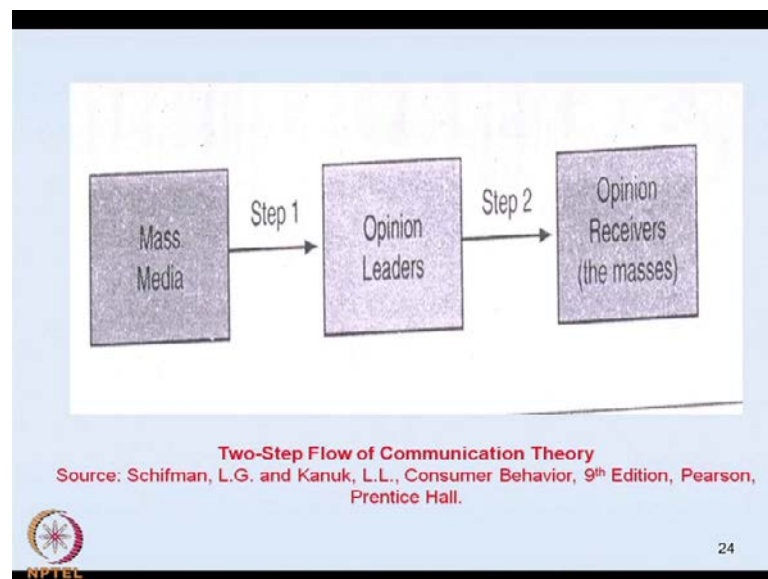 Mass
Media
Step 1
Opinion
Leaders
Step 2
Opinion
Receivers
(the masses)
Two-Step Flow of Communication Theory
Source: Schifman, L.G. and Kanuk, L.L., Consumer Behavior, 9th Edition, Pearson,
Prentice Hall.
24
NPTEL